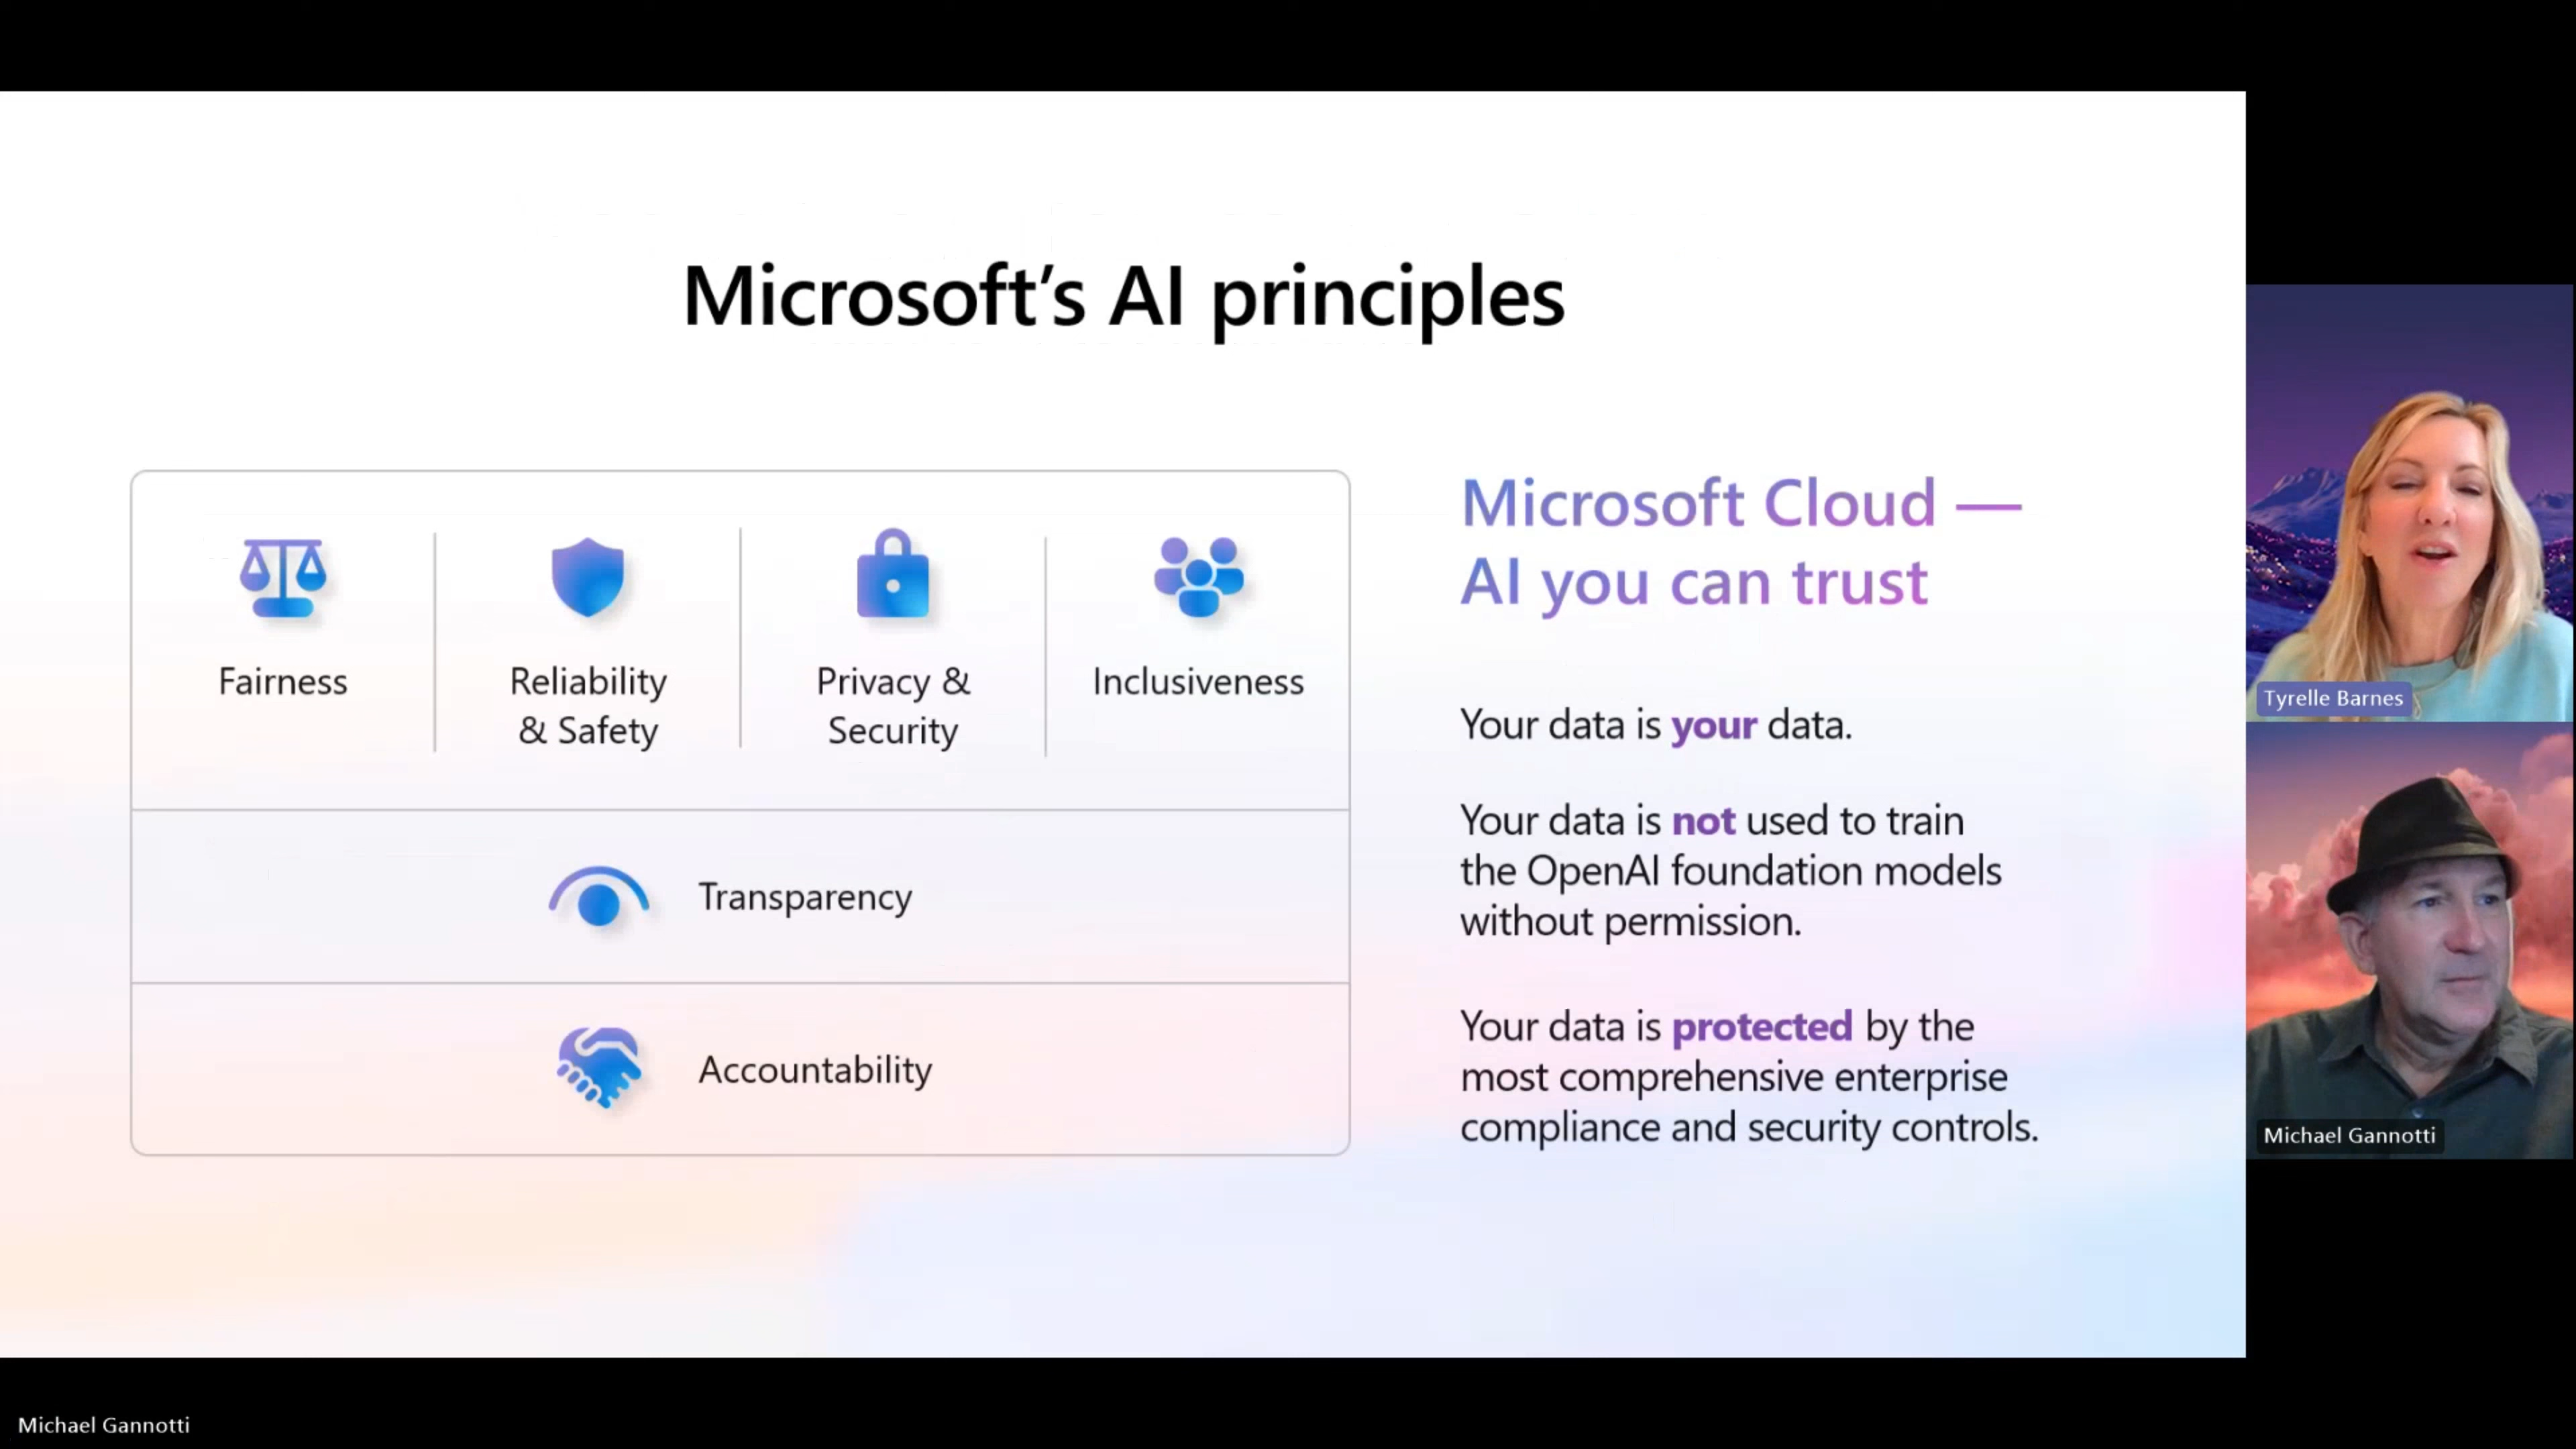 Microsoft’s AI principles
Fairness
Reliability
& Safety
Privacy &
Security
Inclusiveness
Transparency
Accountability
Microsoft Cloud —
AI you can trust
Your data is your data.
Your data is not used to train
the OpenAI foundation models
without permission.
Your data is protected by the
most comprehensive enterprise
compliance and security controls.
Tyrelle Barnes
Michael Gannotti
Michael Gannotti